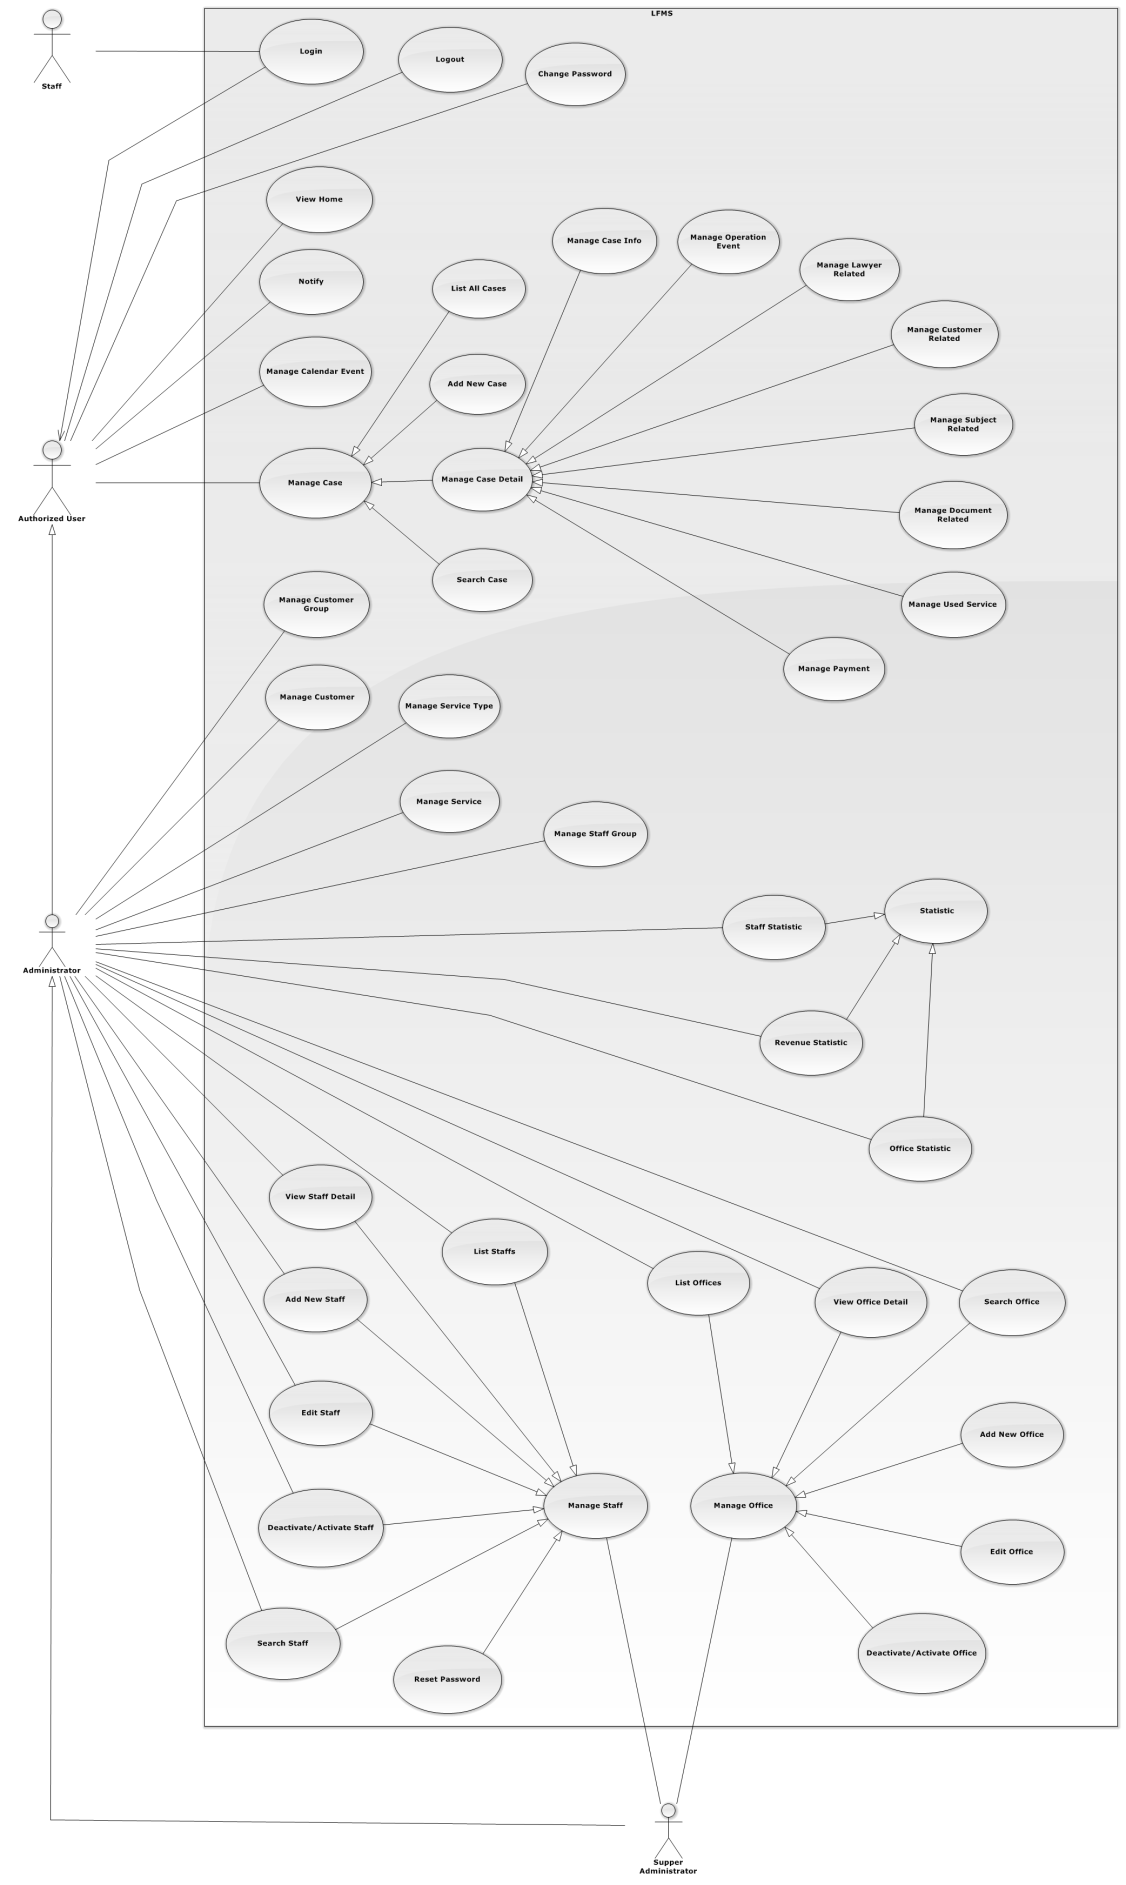 LFMS
Staff
Login
Logout
Change Password
View Home
Notify
Manage Calendar Event
Manage Case
List All Cases
Add New Case
Manage Case Detail
Search Case
Manage Case Info
Manage Operation
Event
Manage Lawyer
Related
Manage Customer
Related
Manage Subject
Related
Manage Document
Related
Manage Used Service
Manage Payment
Authorized User
Manage Customer
Group
Manage Customer
Manage Service Type
Manage Service
Manage Staff Group
Staff Statistic
Statistic
Revenue Statistic
Office Statistic
Administrator
View Staff Detail
List Staffs
Add New Staff
Edit Staff
Deactivate/Activate Staff
Search Staff
Reset Password
Manage Staff
List Offices
View Office Detail
Search Office
Add New Office
Manage Office
Edit Office
Deactivate/Activate Office
Supper
Administrator